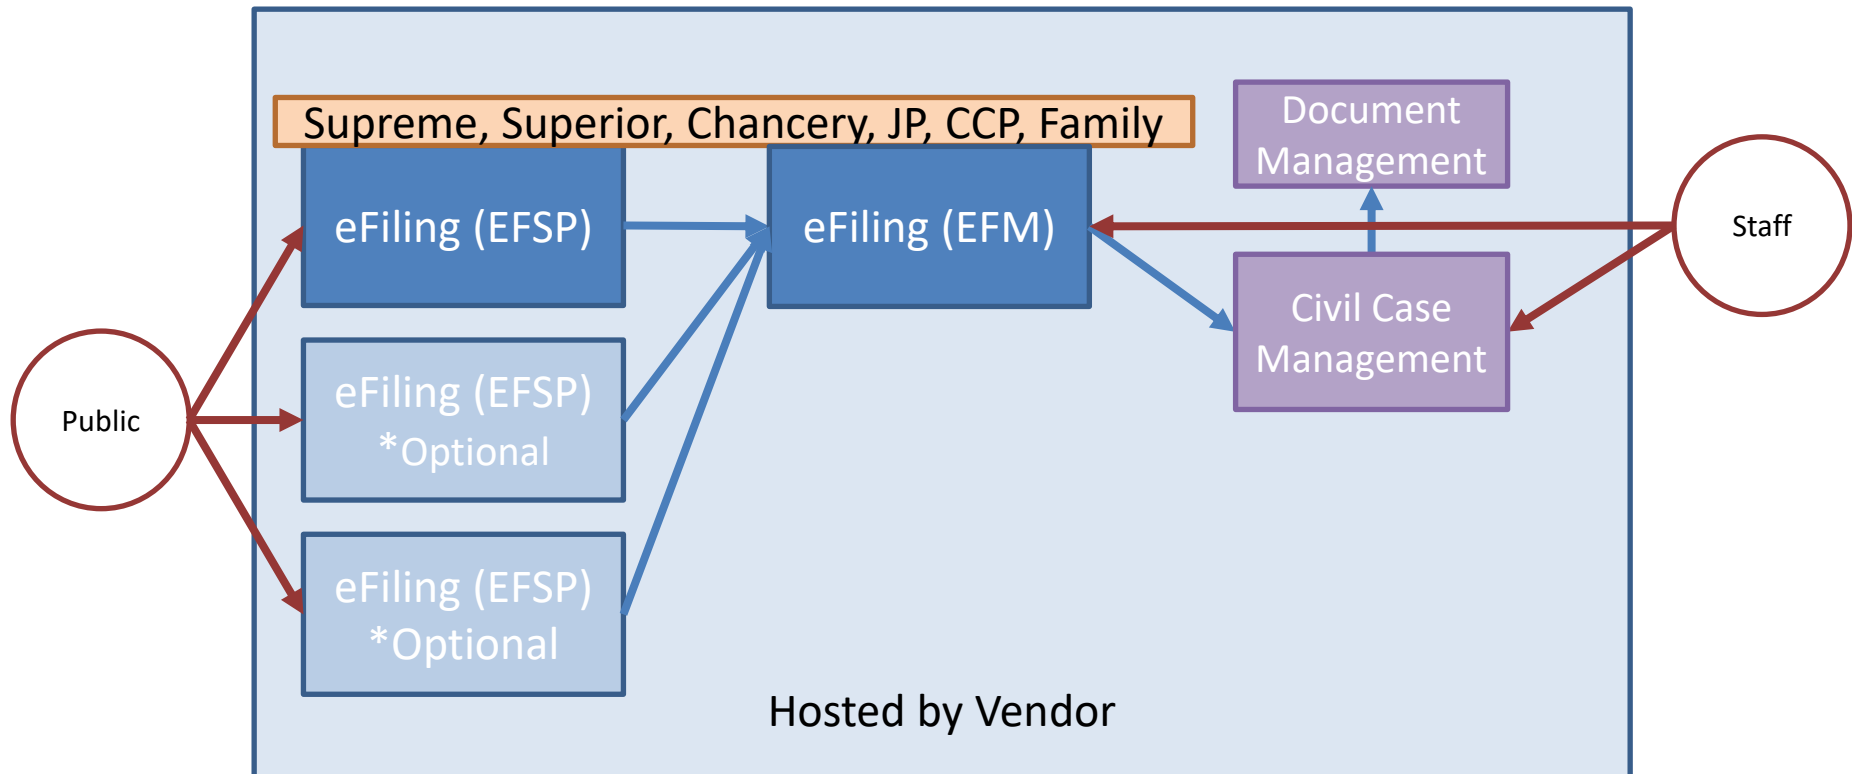 Supreme, Superior, Chancery, JP, CCP, Family
Document
Management
eFiling (EFSP)
eFiling (EFM)
Staff
Civil Case
Management
Public
eFiling (EFSP)
*Optional
eFiling (EFSP)
*Optional
Hosted by Vendor